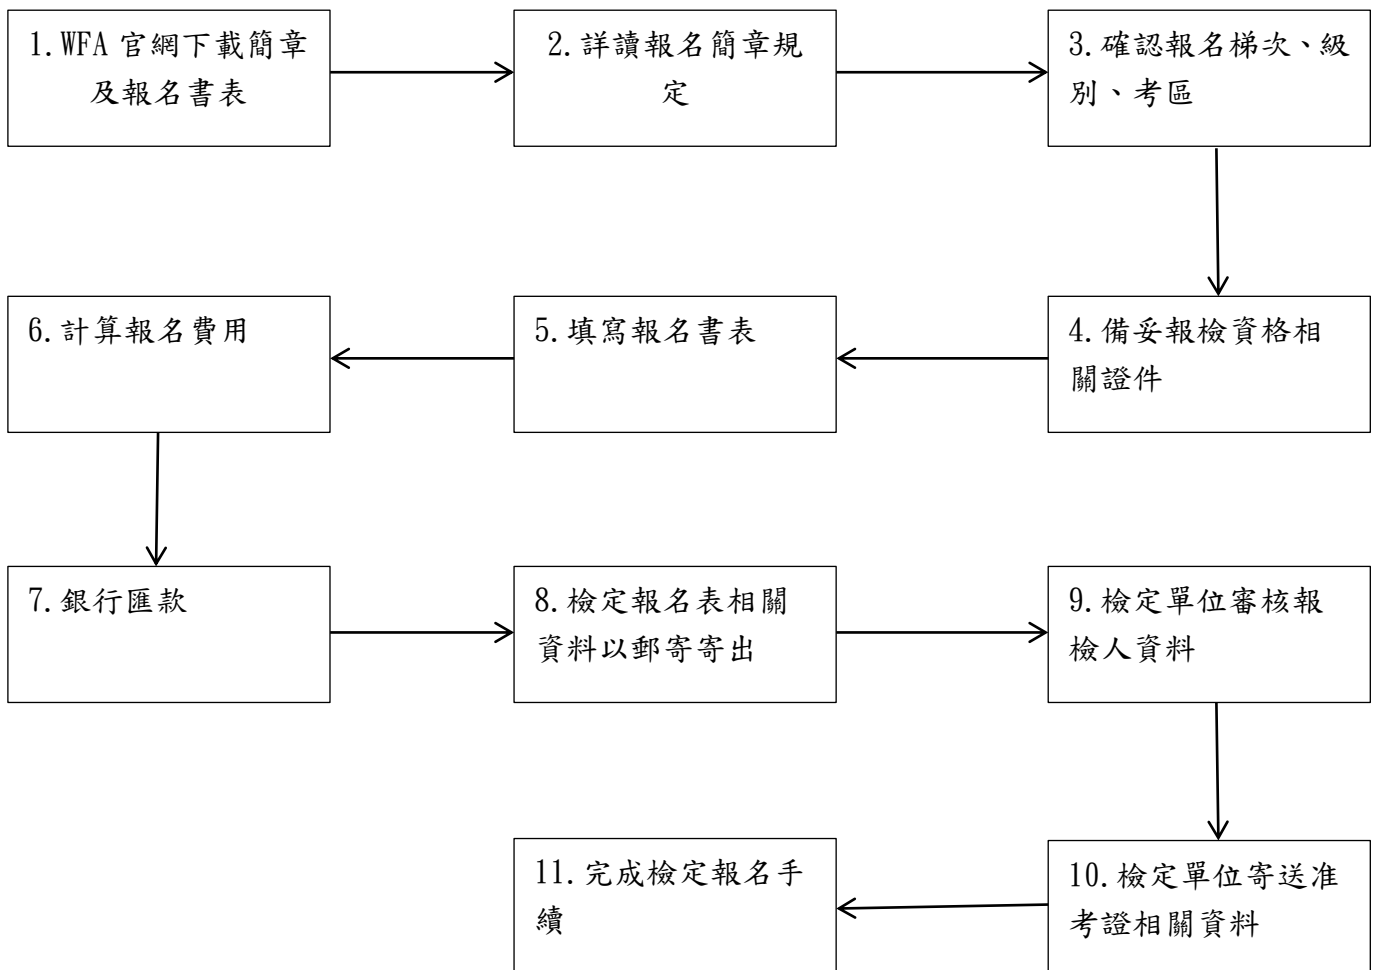 1.WFA 官網下載簡章
及報名書表
2.詳讀報名簡章規
定
3.確認報名梯次、級
別、考區
4.備妥報檢資格相
關證件
5.填寫報名書表
6.計算報名費用
7.銀行匯款
8.檢定報名表相關
資料以郵寄寄出
9.檢定單位審核報
檢人資料
10.檢定單位寄送准
考證相關資料
11.完成檢定報名手
續